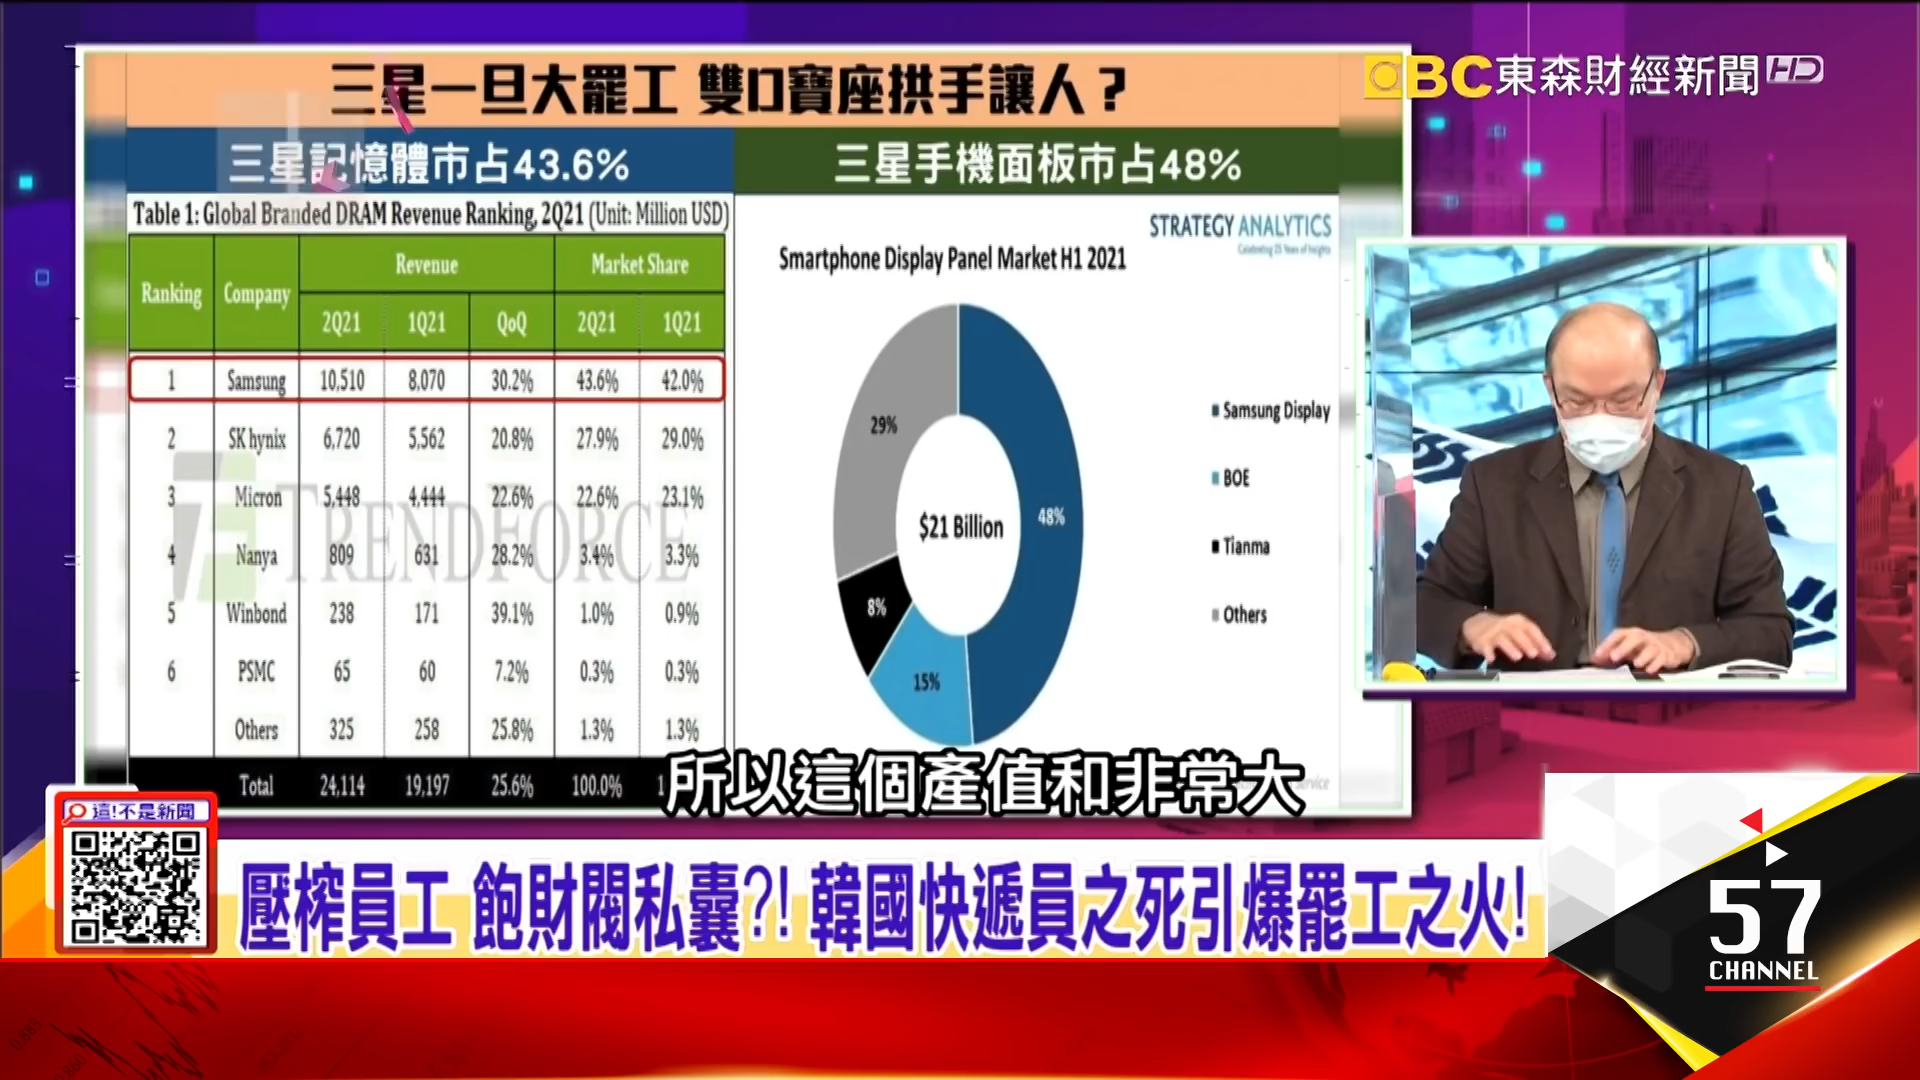 三星一旦大罷工 雙D寶座拱手讓人？
EBC東森財經新聞HD
三星記憶體市占43.6%
三星手機面板市占48%
Table 1: Global Branded DRAM Revenue Ranking, 2Q21 (Unit: Million USD)
Ranking Company Revenue Market Share
2Q21 1Q21 QoQ 2Q21 1Q21
1 Samsung 10,510 8,070 30.2% 43.6% 42.0%
2 SK hynix 6,720 5,562 20.8% 27.9% 29.0%
3 Micron 5,448 4,444 22.6% 22.6% 23.1%
4 Nanya 809 631 28.2% 3.4% 3.3%
5 Winbond 238 171 39.1% 1.0% 0.9%
6 PSMC 65 60 7.2% 0.3% 0.3%
Others 325 258 25.8% 1.3% 1.3%
Total 24,114 19,197 25.6% 100.0% 1
TRENDFORCE
STRATEGY ANALYTICS
Celebrating 25 Years of Insights
Smartphone Display Panel Market H1 2021
29%
48%
8%
15%
$21 Billion
Samsung Display
BOE
Tianma
Others
Service
所以這個產值和非常大
這!不是新聞
壓榨員工 飽財閥私囊?! 韓國快遞員之死引爆罷工之火!
57
CHANNEL